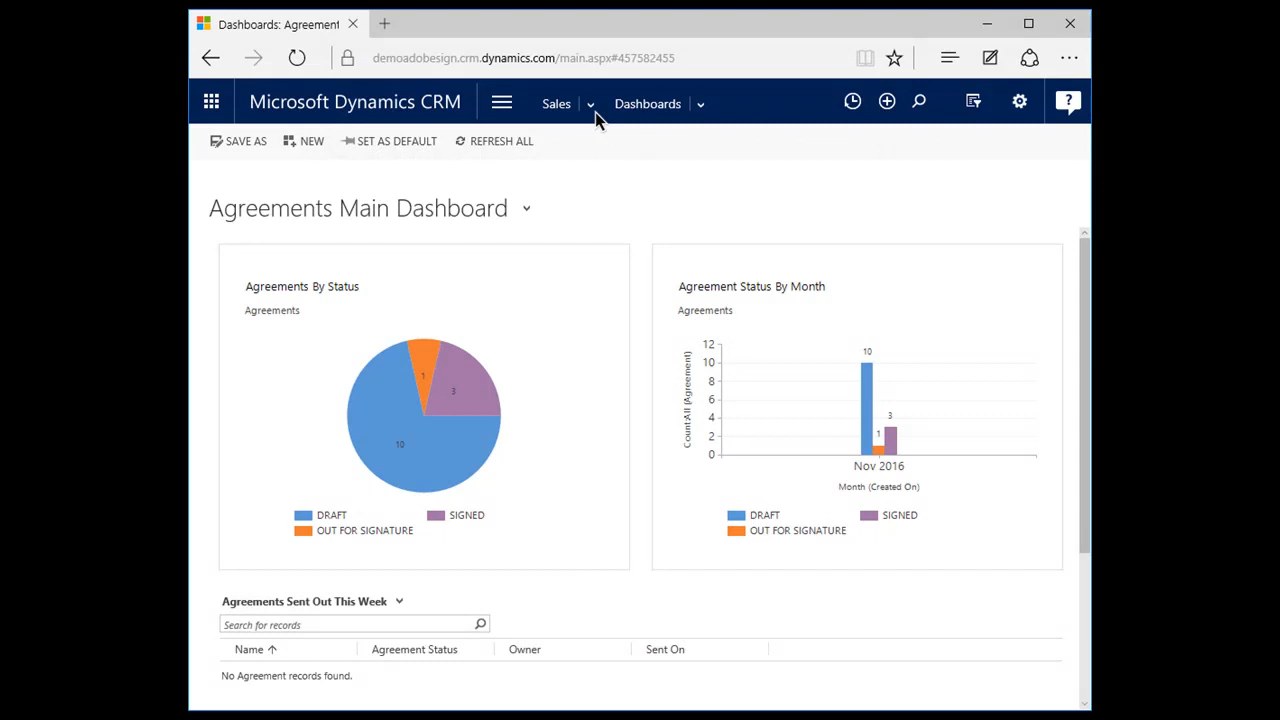 Dashboards: Agreement
demoadobesign.crm.dynamics.com/main.aspx#457582455
Microsoft Dynamics CRM
Sales
Dashboards
?
SAVE AS
NEW
SET AS DEFAULT
REFRESH ALL
Agreements Main Dashboard
Agreements By Status
Agreements
1
3
10
DRAFT
SIGNED
OUT FOR SIGNATURE
Agreement Status By Month
Agreements
Count:All (Agreement)
12
10
8
6
4
2
0
10
1
3
Nov 2016
Month (Created On)
DRAFT
SIGNED
OUT FOR SIGNATURE
Agreements Sent Out This Week
Search for records
Name Agreement Status Owner Sent On
No Agreement records found.